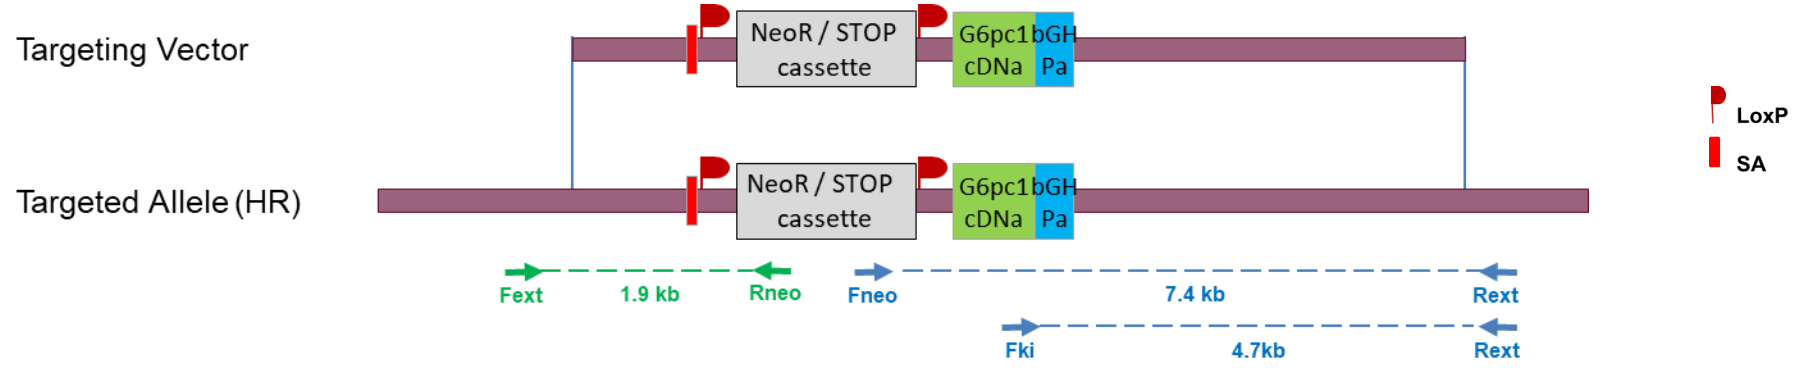 Targeting Vector
NeoR / STOP
cassette
G6pc1
cDNa
bGH
Pa
LoxP
SA
Targeted Allele (HR)
NeoR / STOP
cassette
G6pc1
cDNa
bGH
Pa
Fext
1.9 kb
Rneo
Fneo
7.4 kb
Rext
Fki
4.7kb
Rext